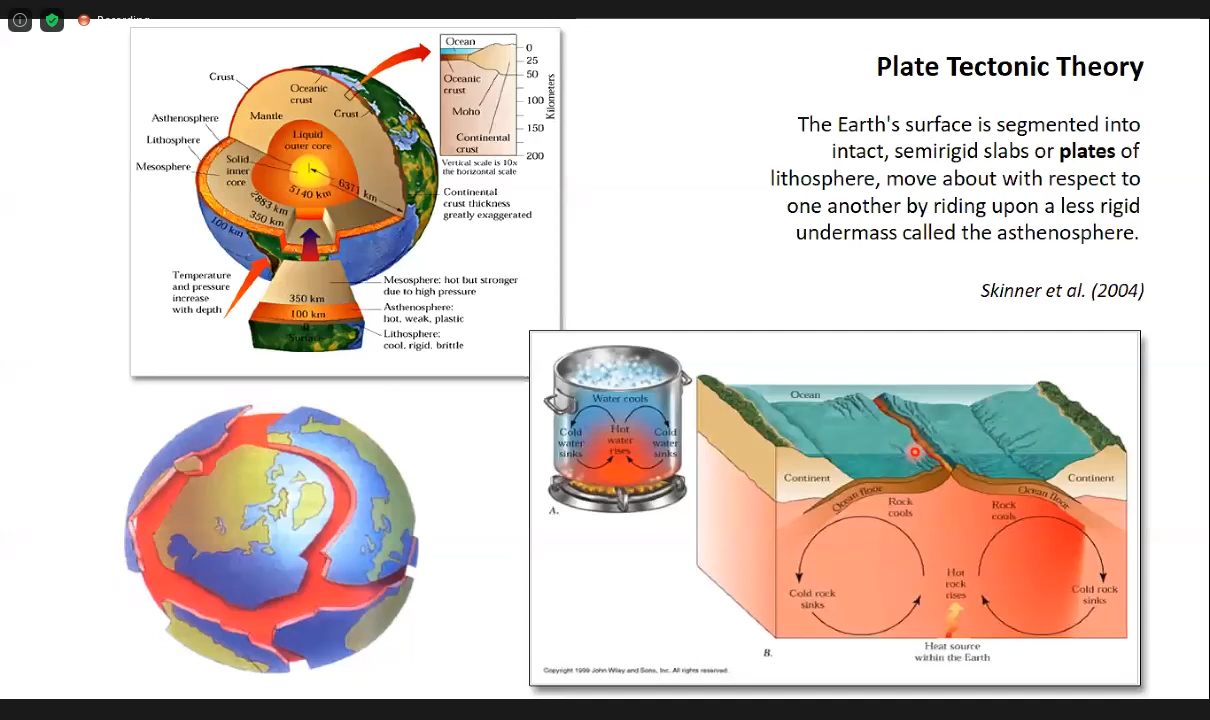 Recording
Plate Tectonic Theory
The Earth's surface is segmented into
intact, semirigid slabs or plates of
lithosphere, move about with respect to
one another by riding upon a less rigid
undermass called the asthenosphere.
Skinner et al. (2004)
Crust
Oceanic
crust
Crust
Mantle
Asthenosphere
Lithosphere
Mesosphere
Liquid
outer core
Solid
inner
core
5140 km
6371 km
2883 km
350 km
100 km
Ocean
Oceanic
crust
Moho
Continental
crust
0
25
50
100
150
200
Kilometers
Vertical scale is 10x
the horizontal scale
Continental
crust thickness
greatly exaggerated
Temperature
and pressure
increase
with depth
350 km
100 km
0
Surface
Mesosphere: hot but stronger
due to high pressure
Asthenosphere:
hot, weak, plastic
Lithosphere:
cool, rigid, brittle
Water cools
Cold
water
sinks
Hot
water
rises
Cold
water
sinks
A.
Ocean
Continent
Continent
Ocean floor
Ocean floor
Rock
cools
Rock
cools
Hot
rock
rises
Cold rock
sinks
Cold rock
sinks
B.
Heat source
within the Earth
Copyright 1999 John Wiley and Sons, Inc. All rights reserved.